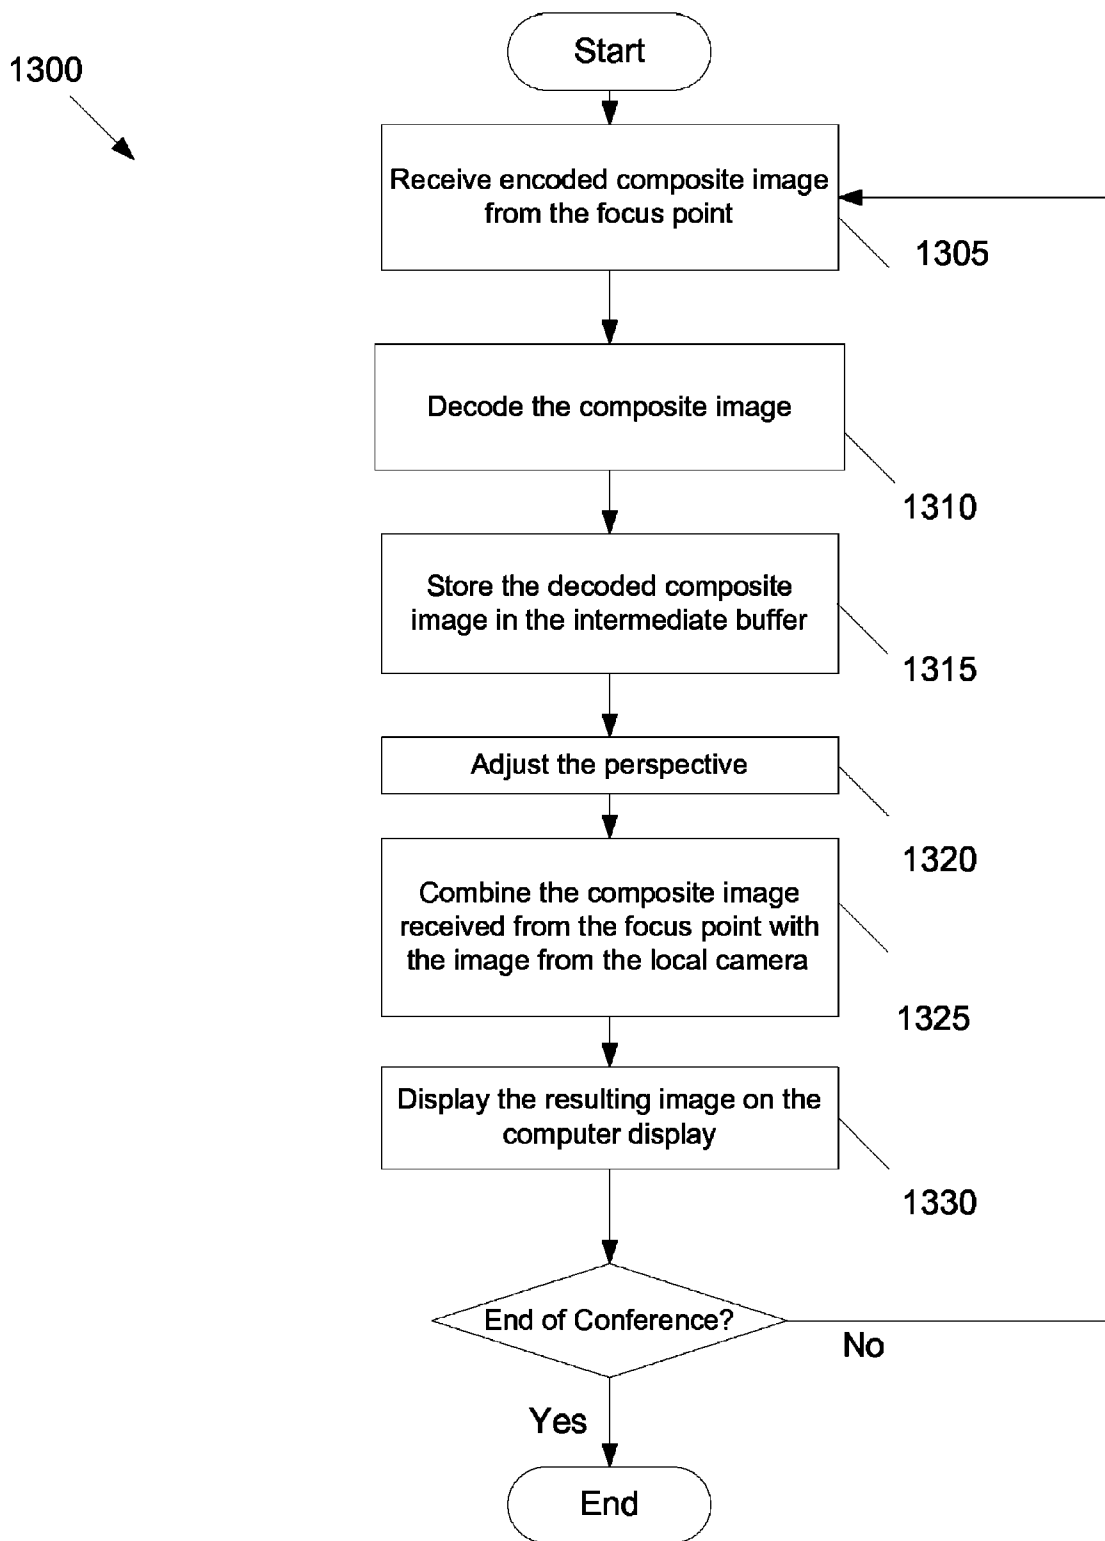 Start
1300
Receive encoded composite image
from the focus point
1305
Decode the composite image
1310
Store the decoded composite
image in the intermediate buffer
1315
Adjust the perspective
1320
Combine the composite image
received from the focus point with
the image from the local camera
1325
Display the resulting image on the
computer display
1330
End of Conference?
No
Yes
End